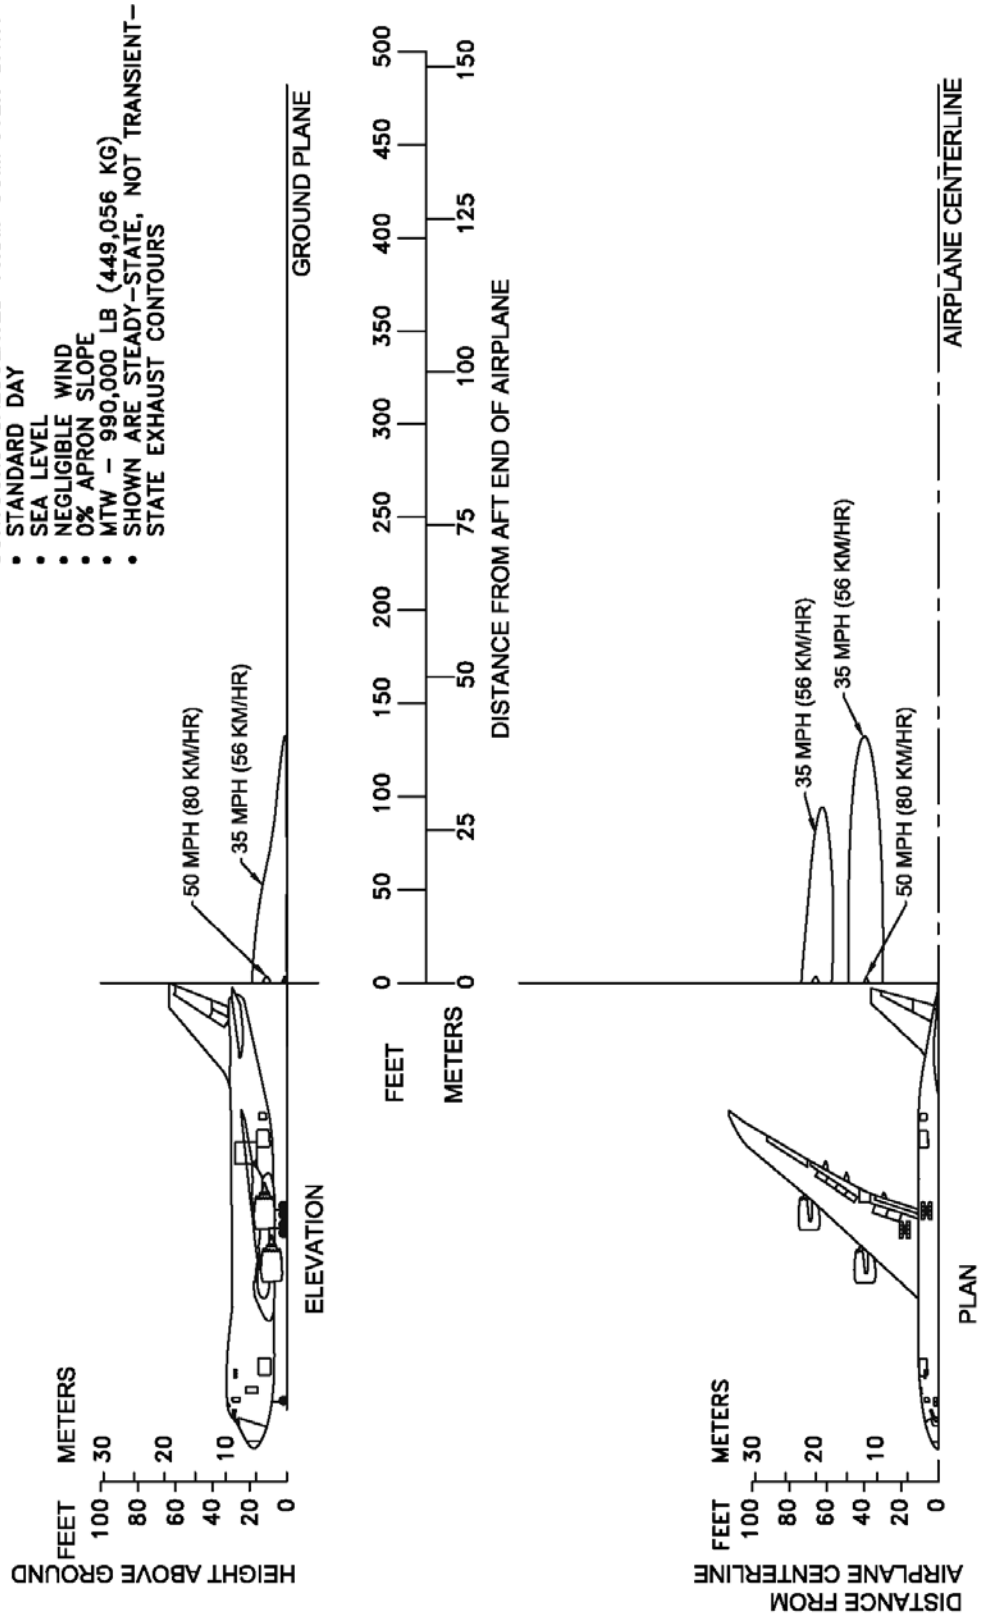 • STANDARD DAY
• SEA LEVEL
• NEGLIGIBLE WIND
• 0% APRON SLOPE
• MTW – 990,000 LB (449,056 KG)
• SHOWN ARE STEADY–STATE, NOT TRANSIENT–
STATE EXHAUST CONTOURS
HEIGHT ABOVE GROUND
FEET
METERS
100
80
60
40
20
0
30
20
10
50 MPH (80 KM/HR)
35 MPH (56 KM/HR)
ELEVATION
GROUND PLANE
FEET
0 50 100 150 200 250 300 350 400 450 500
METERS
0 25 50 75 100 125 150
DISTANCE FROM AFT END OF AIRPLANE
DISTANCE FROM
AIRPLANE CENTERLINE
FEET
METERS
100
80
60
40
20
0
30
20
10
35 MPH (56 KM/HR)
35 MPH (56 KM/HR)
50 MPH (80 KM/HR)
PLAN
AIRPLANE CENTERLINE